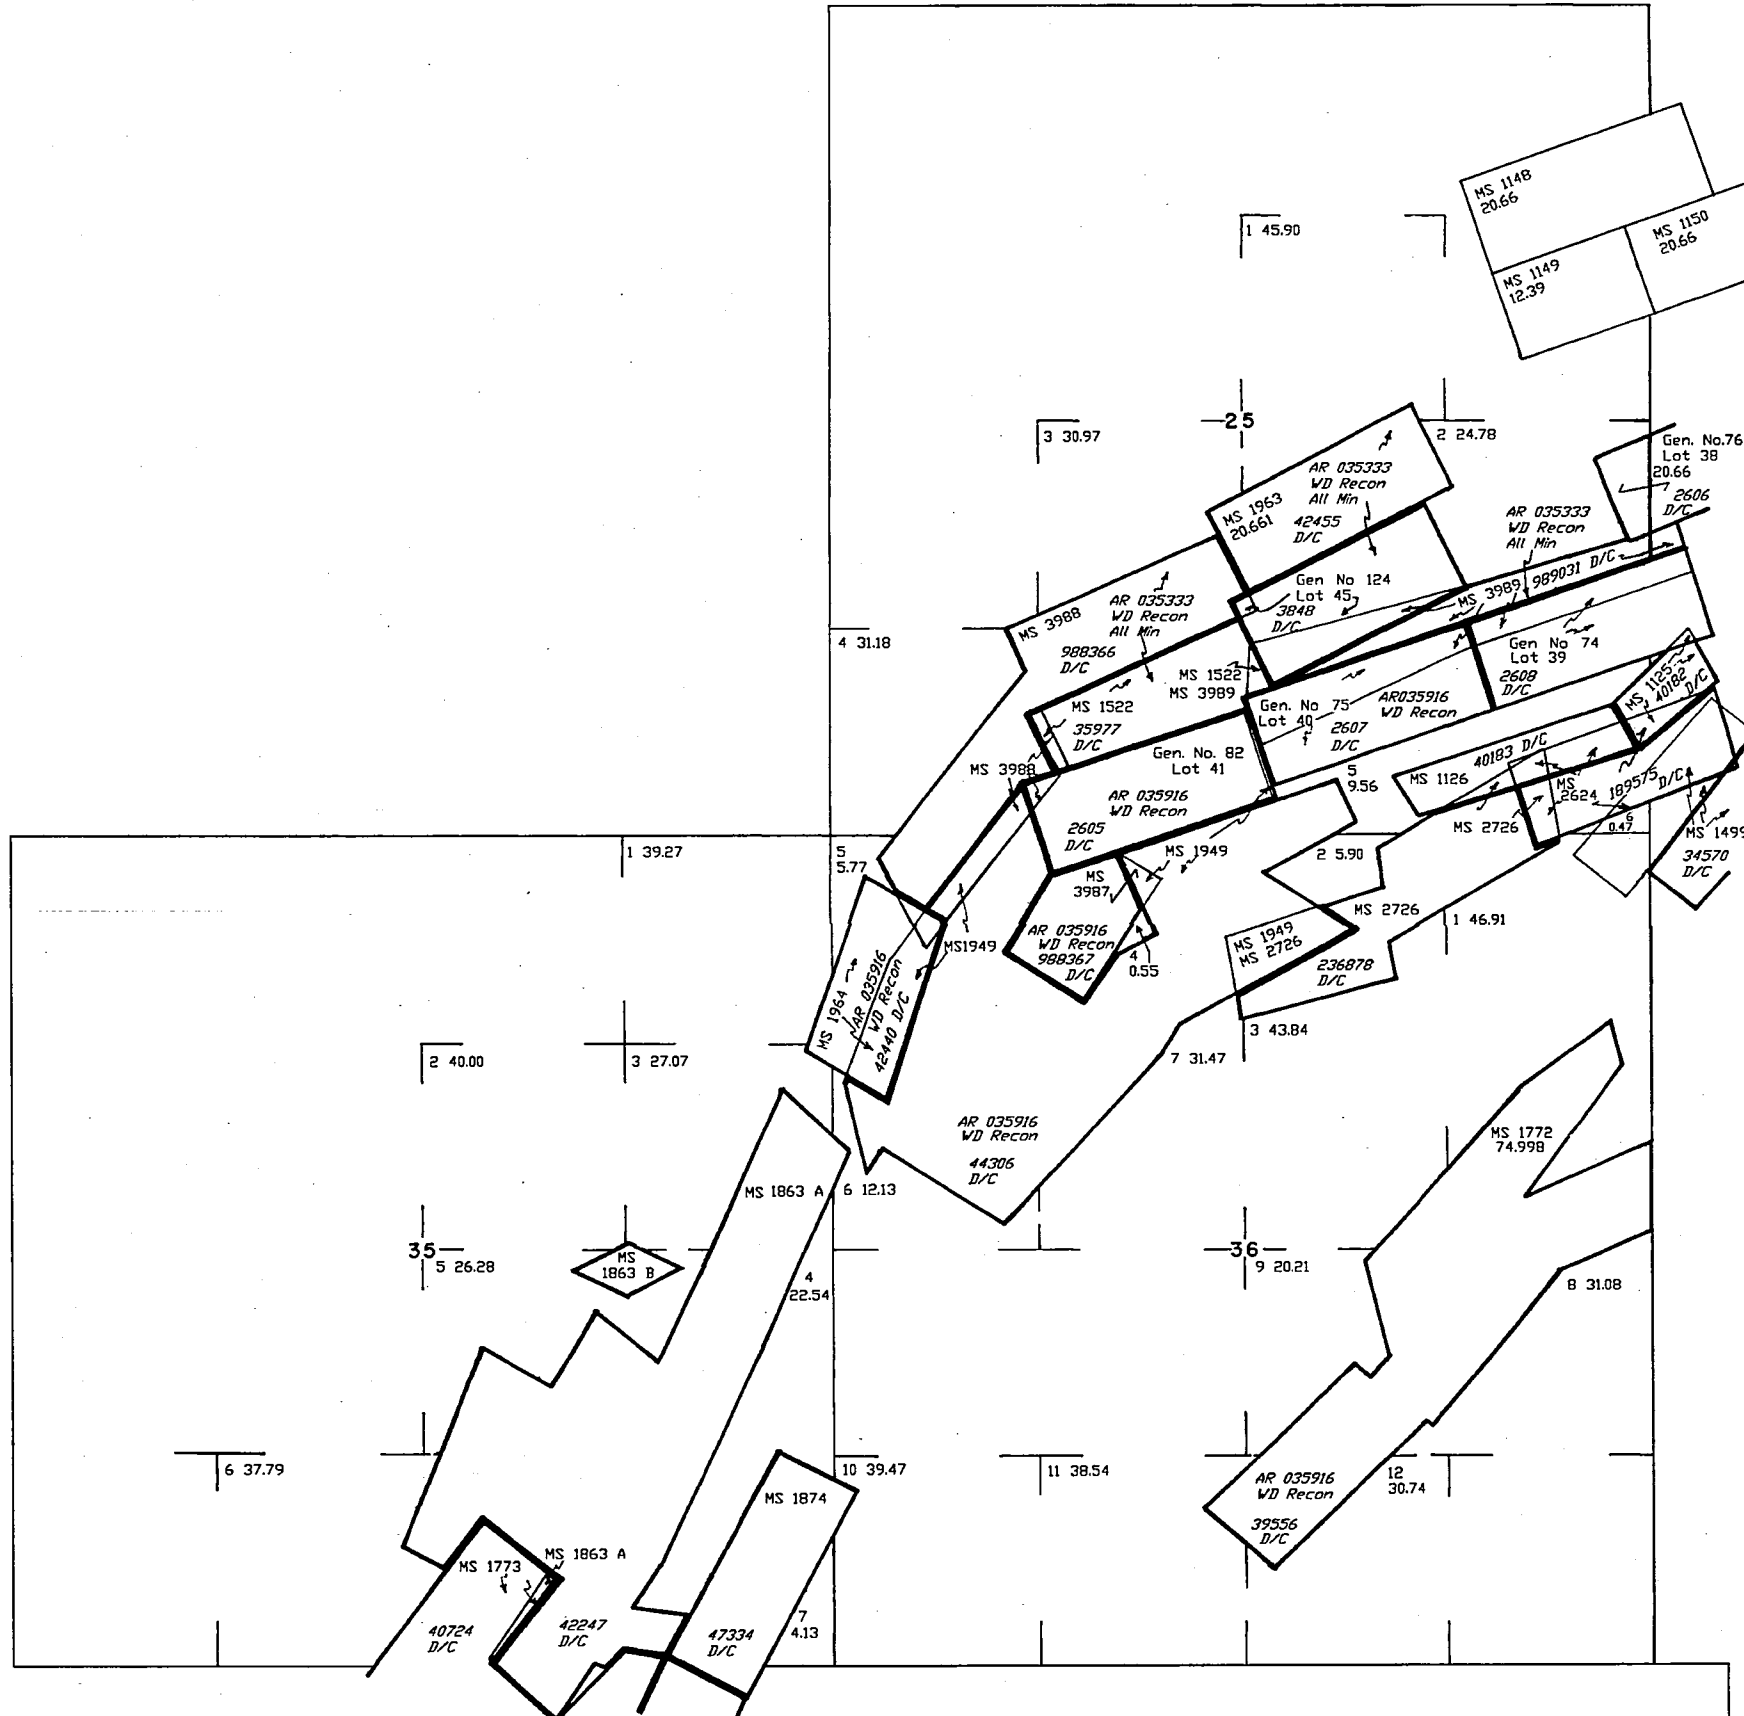 MS 1148
20.66
MS 1150
20.66
MS 1149
12.39
1 45.90
25
3 30.97
2 24.78
Gen. No.76
Lot 38
20.66
2606
D/C
AR 035333
WD Recon
All Min
MS 1963
20.661
42455
D/C
AR 035333
WD Recon
All Min
989031 D/C
MS 3989
Gen No 124
Lot 45
3848
D/C
MS 3988
AR 035333
WD Recon
All Min
988366
D/C
4 31.18
MS 1522
MS 3989
Gen No 74
Lot 39
2608
D/C
MS 1125
40182
D/C
MS 1522
35977
D/C
Gen. No 75
Lot 40
AR035916
WD Recon
2607
D/C
Gen. No. 82
Lot 41
MS 3988
AR 035916
WD Recon
2605
D/C
5
9.56
40183 D/C
MS 1126
MS
2624
189575
D/C
MS 2726
6
0.47
MS 1499
34570
D/C
1 39.27
5
5.77
MS 1949
2 5.90
MS
3987
MS 2726
1 46.91
AR 035916
WD Recon
988367
D/C
4
0.55
MS1949
MS 1949
MS 2726
236878
D/C
MS 1964
AR 035916
WD Recon
42440 D/C
2 40.00
3 27.07
3 43.84
7 31.47
AR 035916
WD Recon
44306
D/C
MS 1772
74.998
MS 1863 A
6 12.13
35
5 26.28
MS
1863 B
4
22.54
36
9 20.21
8 31.08
6 37.79
10 39.47
11 38.54
12
30.74
AR 035916
WD Recon
39556
D/C
MS 1874
MS 1773
MS 1863 A
40724
D/C
42247
D/C
47334
D/C
7
4.13